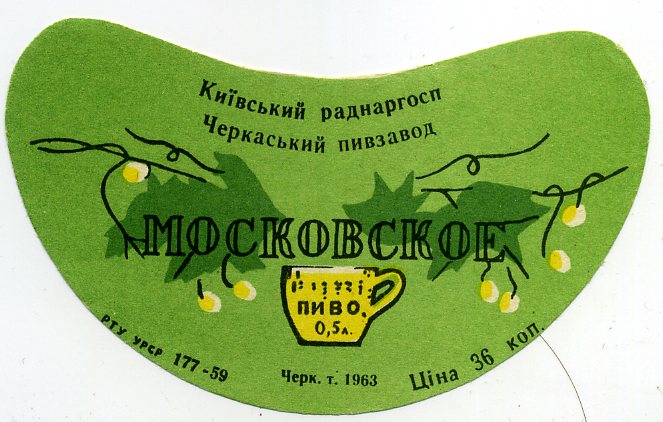 Київський раднаргосп
Черкаський пивзавод
МОСКОВСКОЕ
ПИВО
0,5л.
РТУ УРСР 177-59
Черк. т. 1963
Ціна 36 коп.